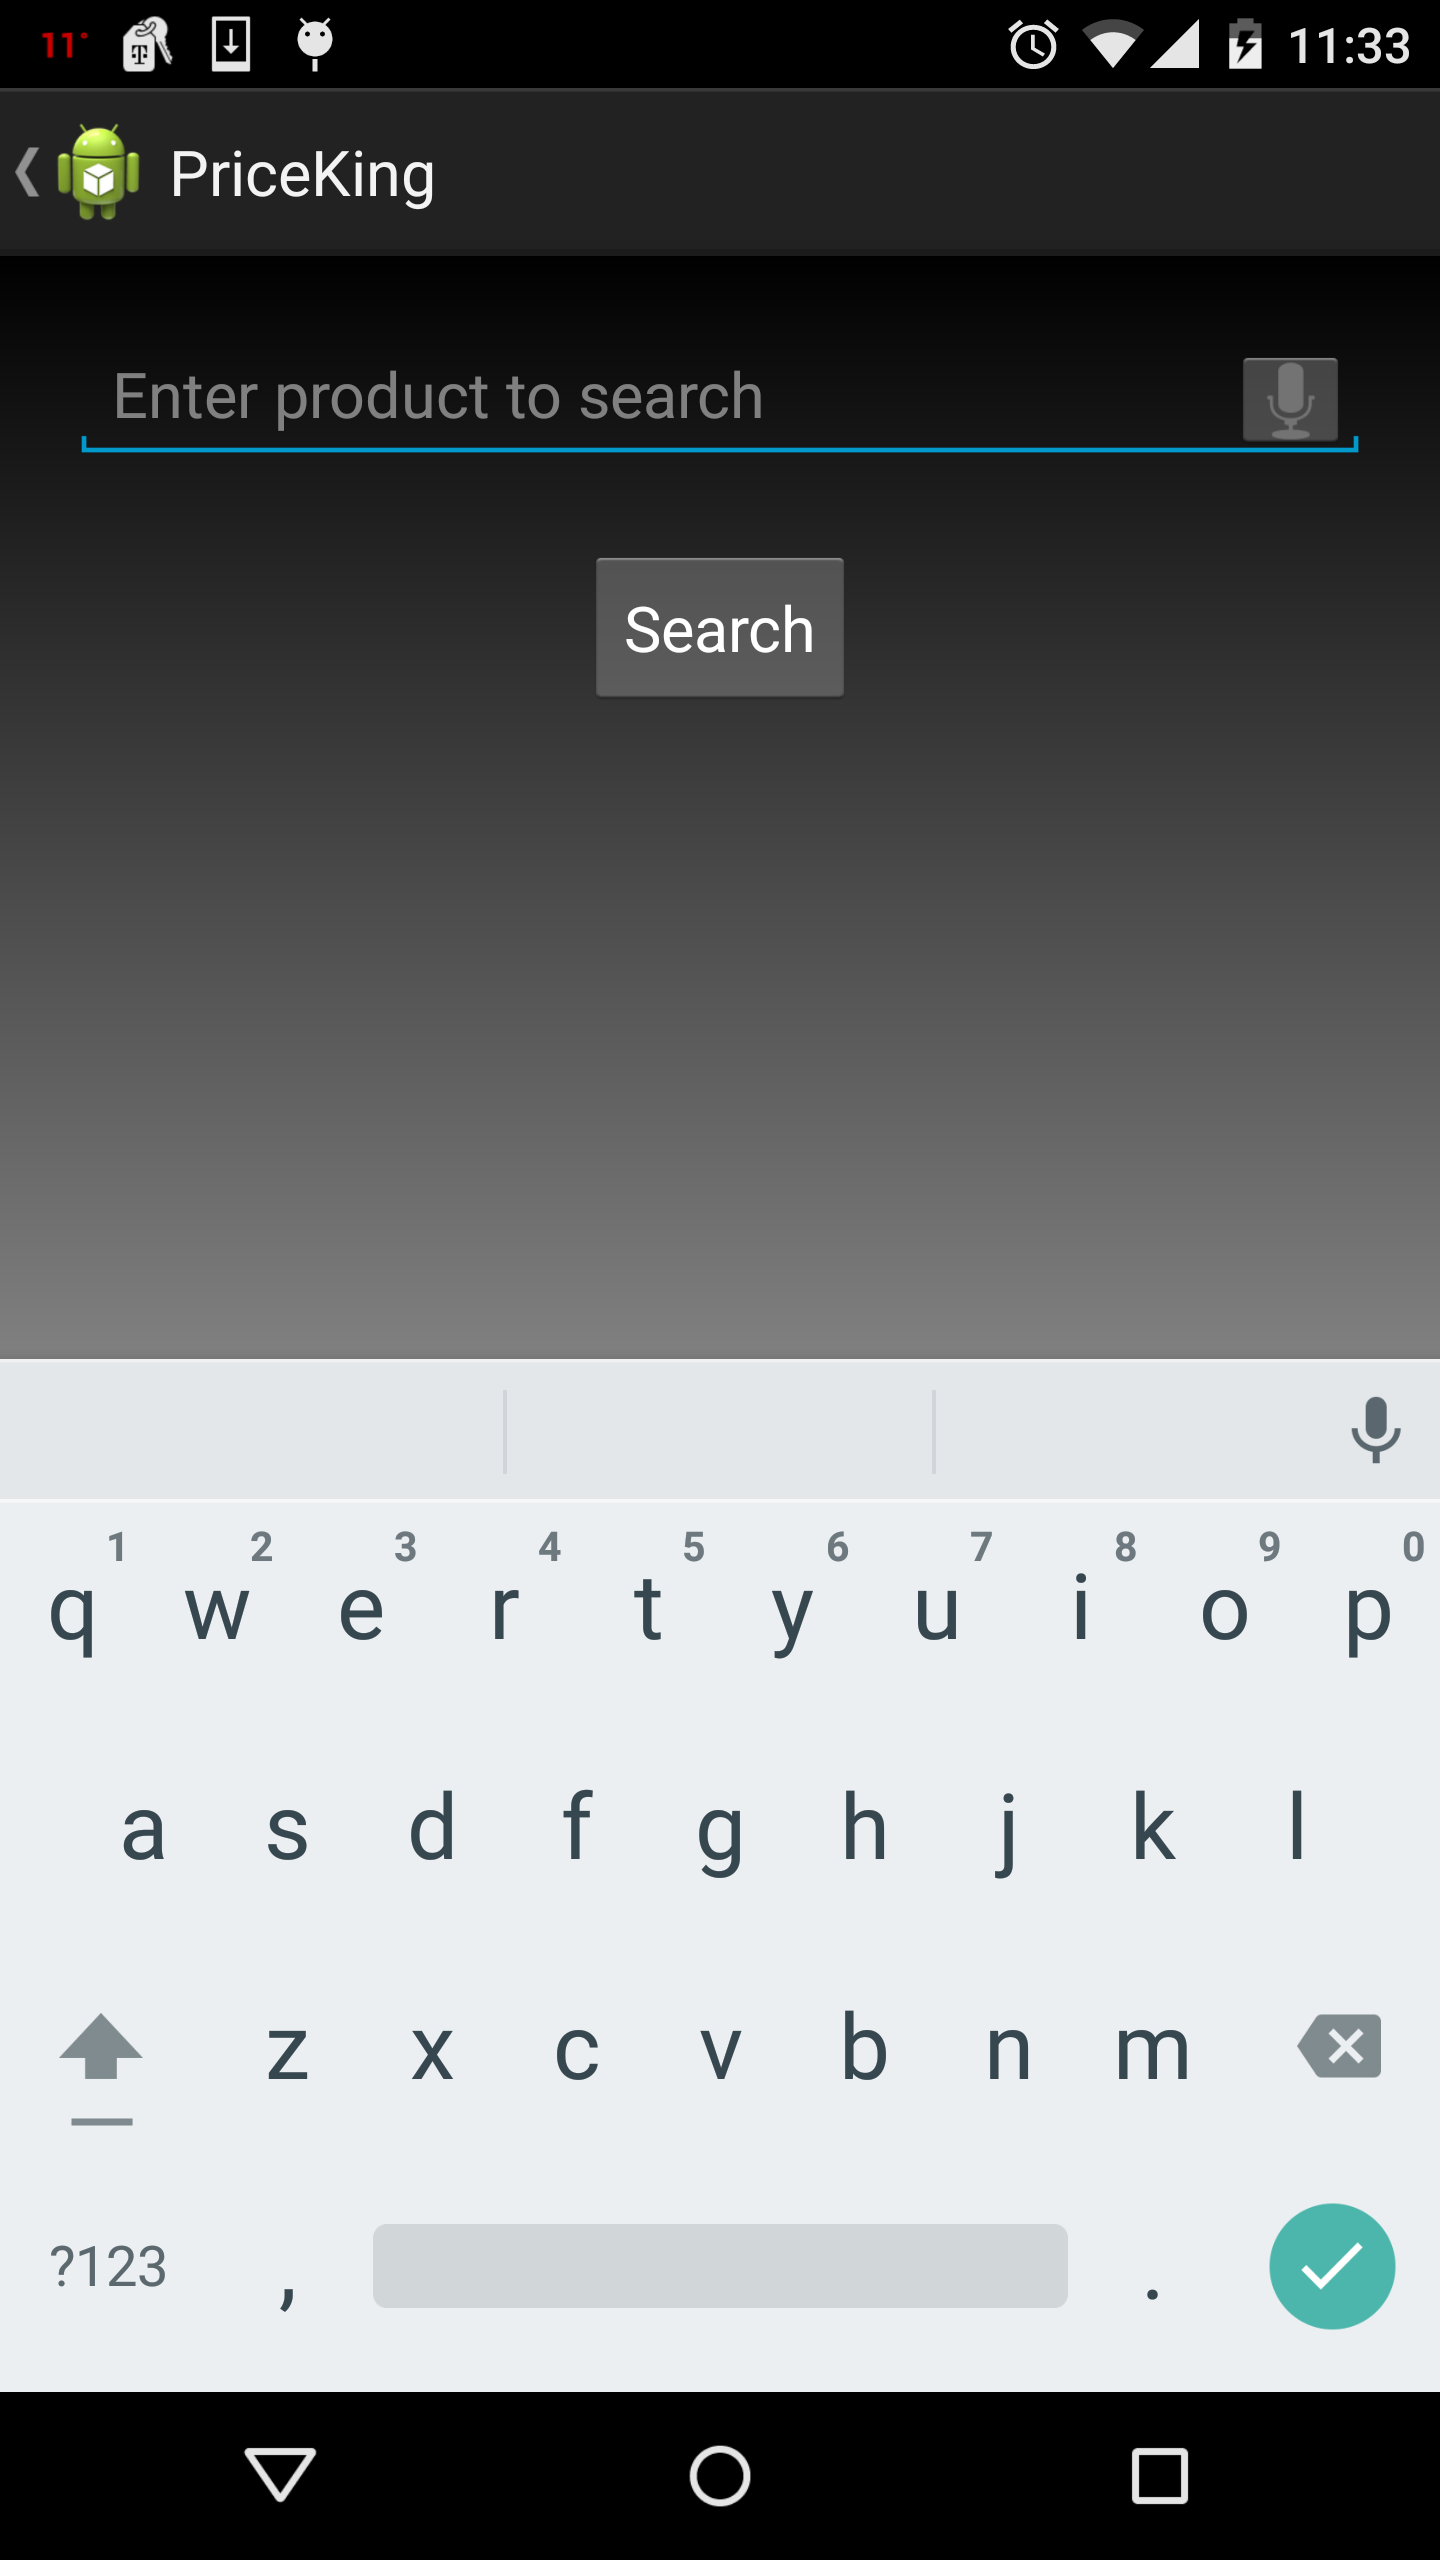 11° 11:33
PriceKing
Enter product to search
Search
1 2 3 4 5 6 7 8 9 0
q w e r t y u i o p
a s d f g h j k l
z x c v b n m
?123 , .